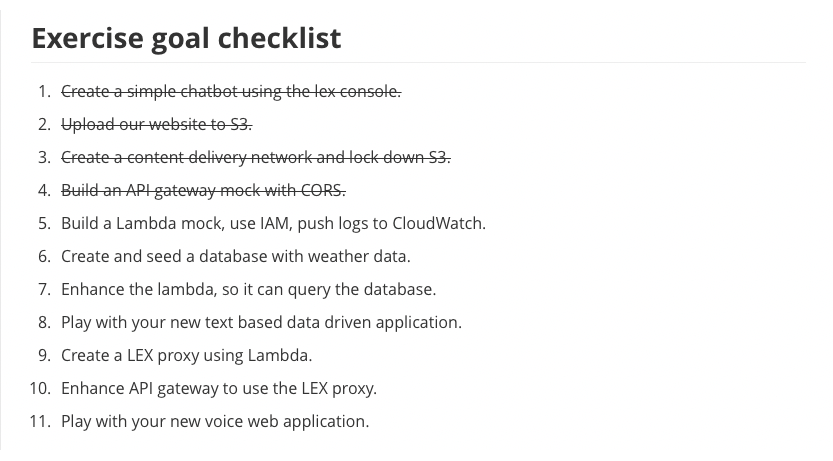 Exercise goal checklist
1. Create a simple chatbot using the lex console.
2. Upload our website to S3.
3. Create a content delivery network and lock down S3.
4. Build an API gateway mock with CORS.
5. Build a Lambda mock, use IAM, push logs to CloudWatch.
6. Create and seed a database with weather data.
7. Enhance the lambda, so it can query the database.
8. Play with your new text based data driven application.
9. Create a LEX proxy using Lambda.
10. Enhance API gateway to use the LEX proxy.
11. Play with your new voice web application.